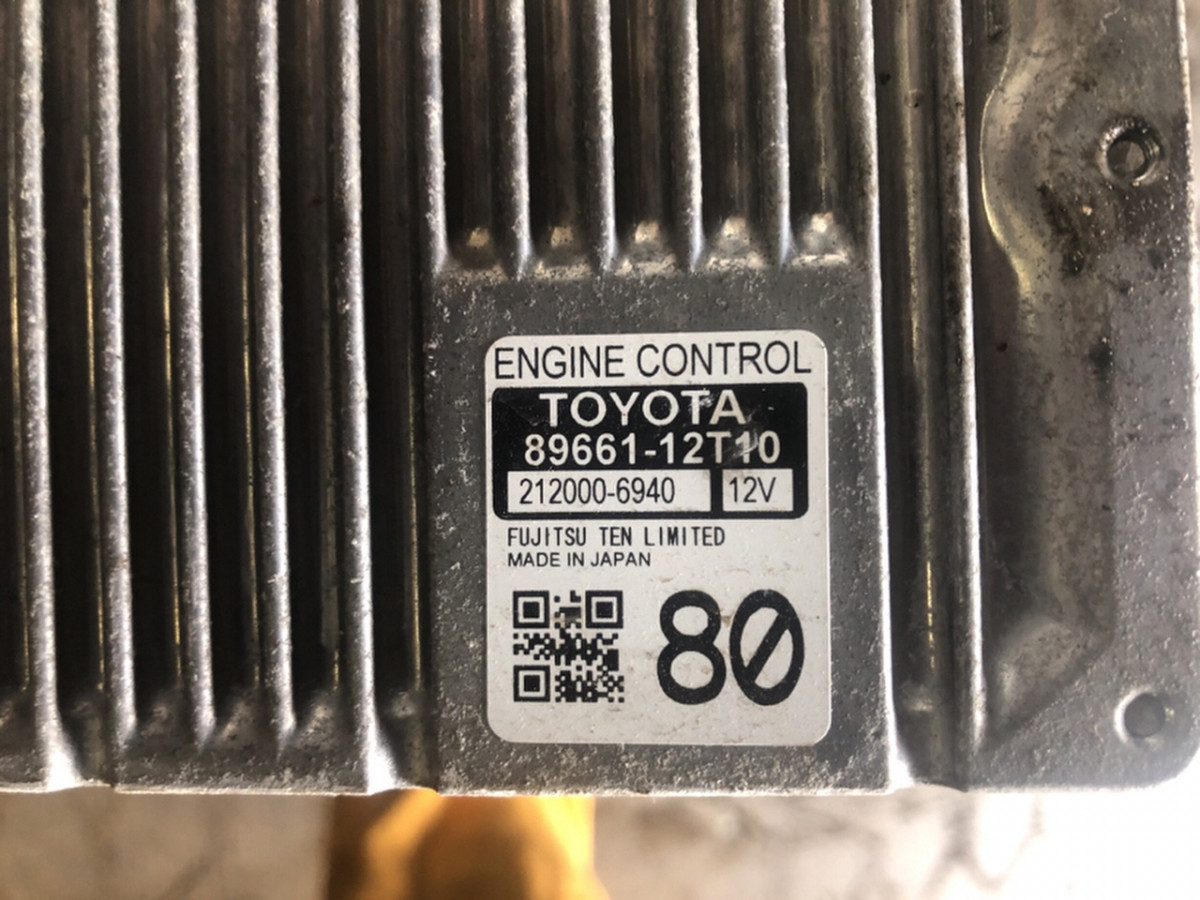 ENGINE CONTROL
TOYOTA
89661-12T10
212000-6940 12V
FUJITSU TEN LIMITED
MADE IN JAPAN
80